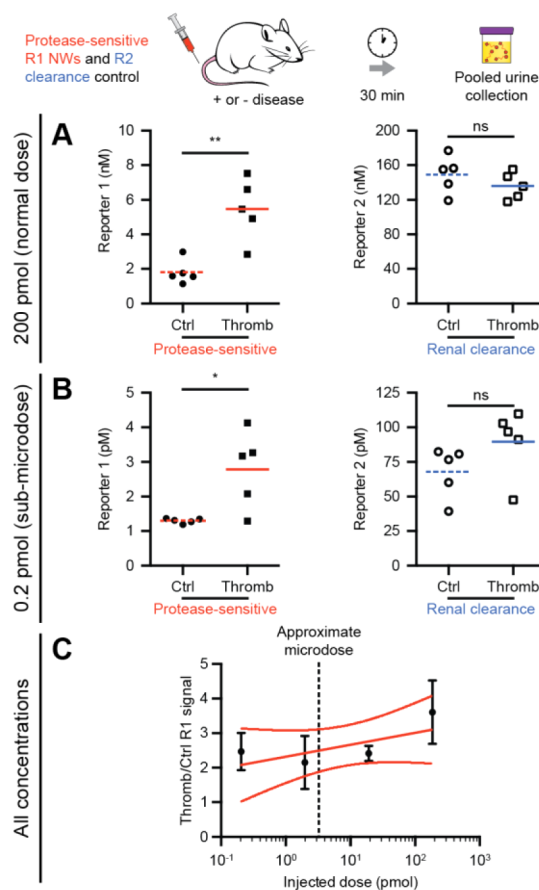 Protease-sensitive
R1 NWs and R2
clearance control
+ or - disease
30 min
Pooled urine
collection
200 pmol (normal dose)
A
Reporter 1 (nM)
10
8
6
4
2
0
**
Ctrl Thromb
Protease-sensitive
Reporter 2 (nM)
200
160
120
80
40
0
ns
Ctrl Thromb
Renal clearance
0.2 pmol (sub-microdose)
B
Reporter 1 (pM)
5
4
3
2
1
0
*
Ctrl Thromb
Protease-sensitive
Reporter 2 (pM)
125
100
75
50
25
0
ns
Ctrl Thromb
Renal clearance
All concentrations
C
Approximate
microdose
Thromb/Ctrl R1 signal
5
4
3
2
1
0
10-1 100 101 102 103
Injected dose (pmol)